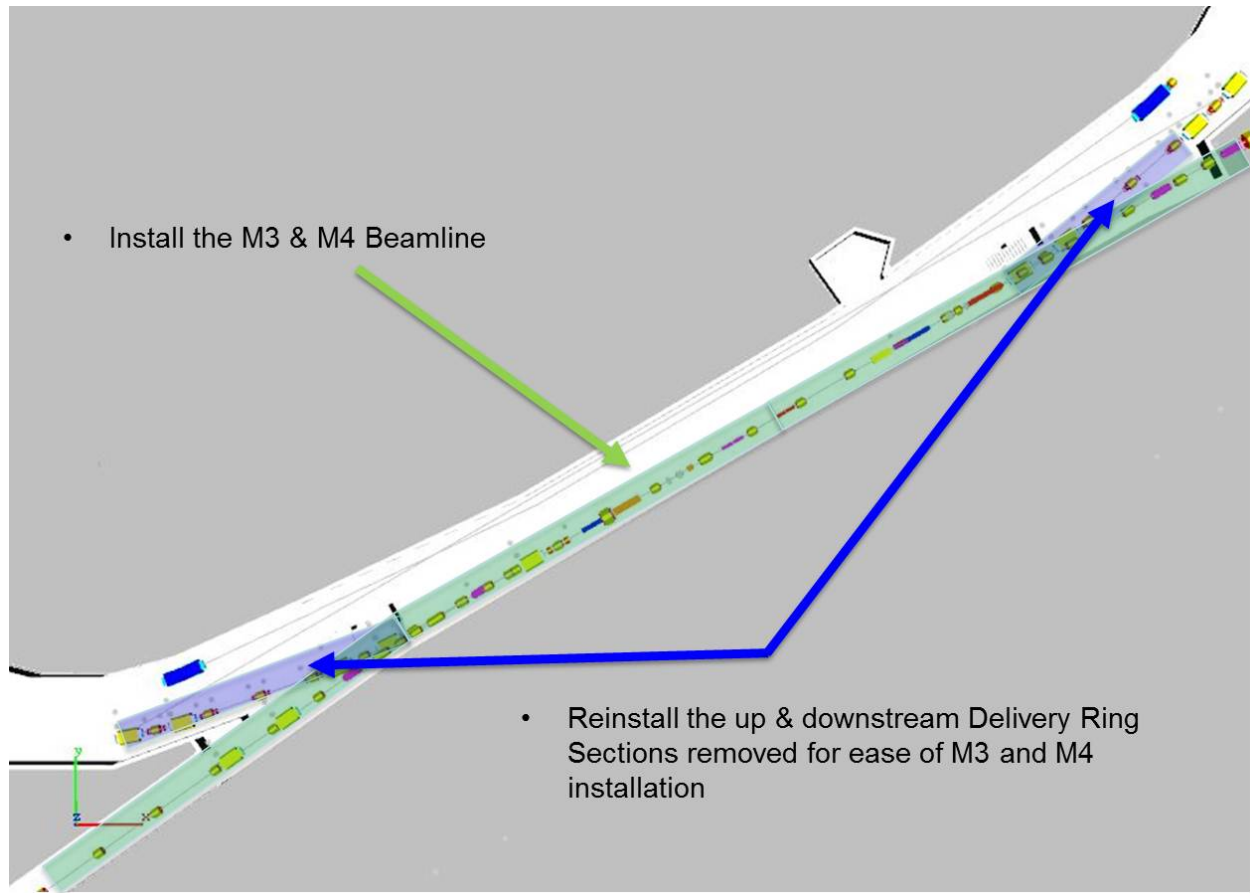 • Install the M3 & M4 Beamline
• Reinstall the up & downstream Delivery Ring
Sections removed for ease of M3 and M4
installation
y
z
x